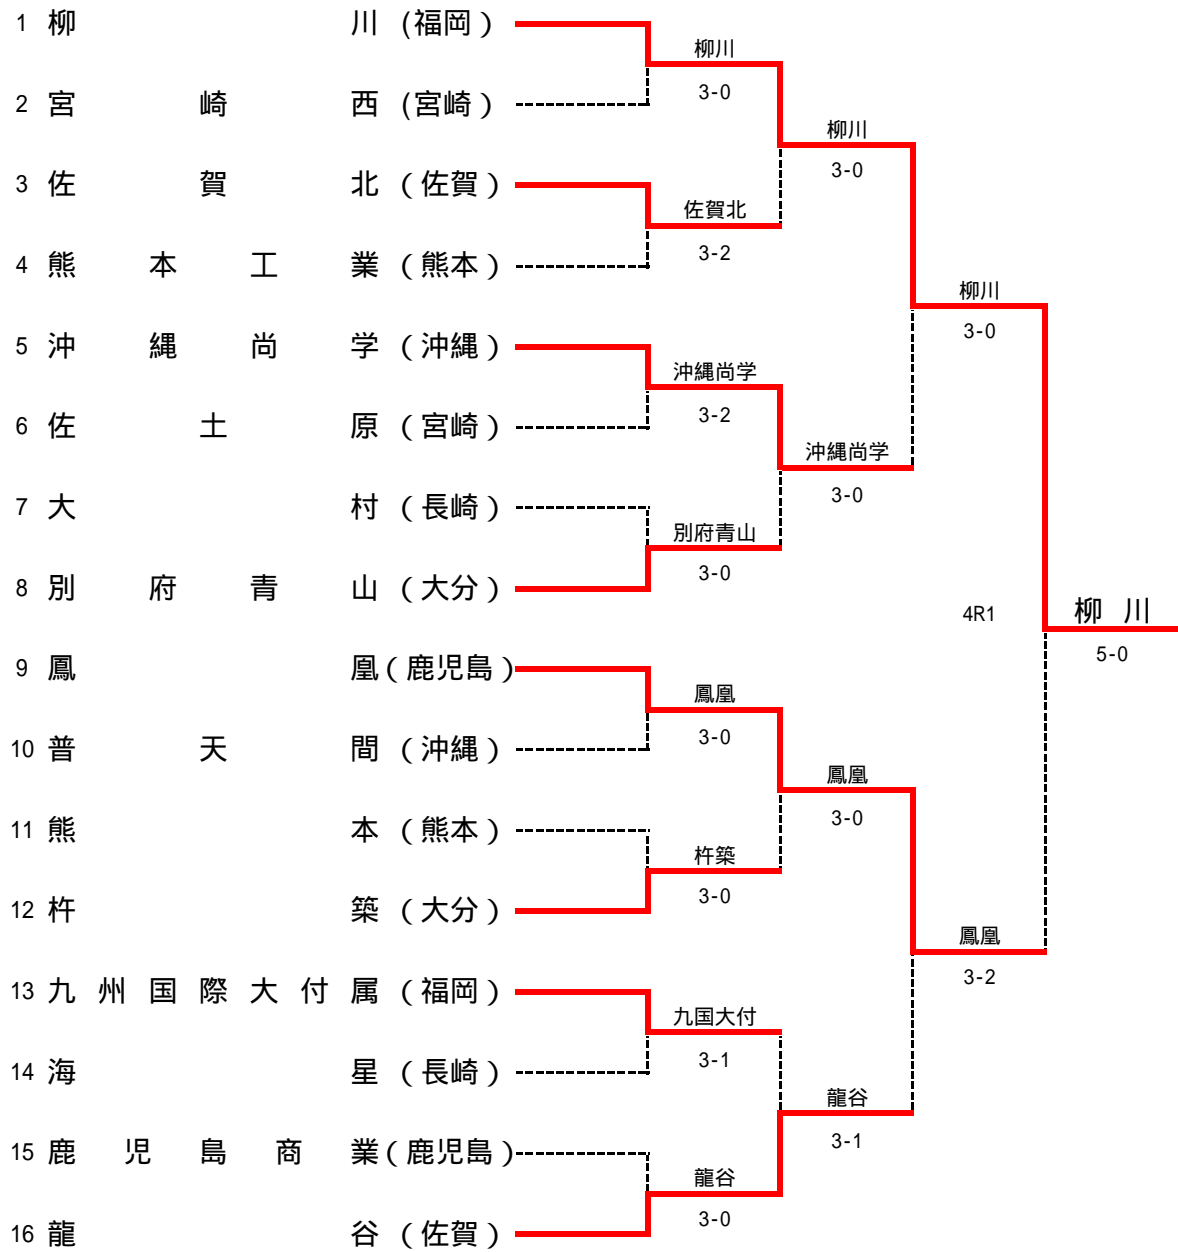 1 柳川 (福岡)
柳川
3-0
2 宮崎西 (宮崎)
柳川
3-0
3 佐賀北 (佐賀)
佐賀北
3-2
4 熊本工業 (熊本)
柳川
3-0
5 沖縄尚学 (沖縄)
沖縄尚学
3-2
6 佐土原 (宮崎)
沖縄尚学
3-0
7 大村 (長崎)
別府青山
3-0
8 別府青山 (大分)
4R1
柳川
5-0
9 鳳凰 (鹿児島)
鳳凰
3-0
10 普天間 (沖縄)
鳳凰
3-0
11 熊本 (熊本)
杵築
3-0
12 杵築 (大分)
鳳凰
3-2
13 九州国際大付属 (福岡)
九国大付
3-1
14 海星 (長崎)
龍谷
3-1
15 鹿児島商業 (鹿児島)
龍谷
3-0
16 龍谷 (佐賀)